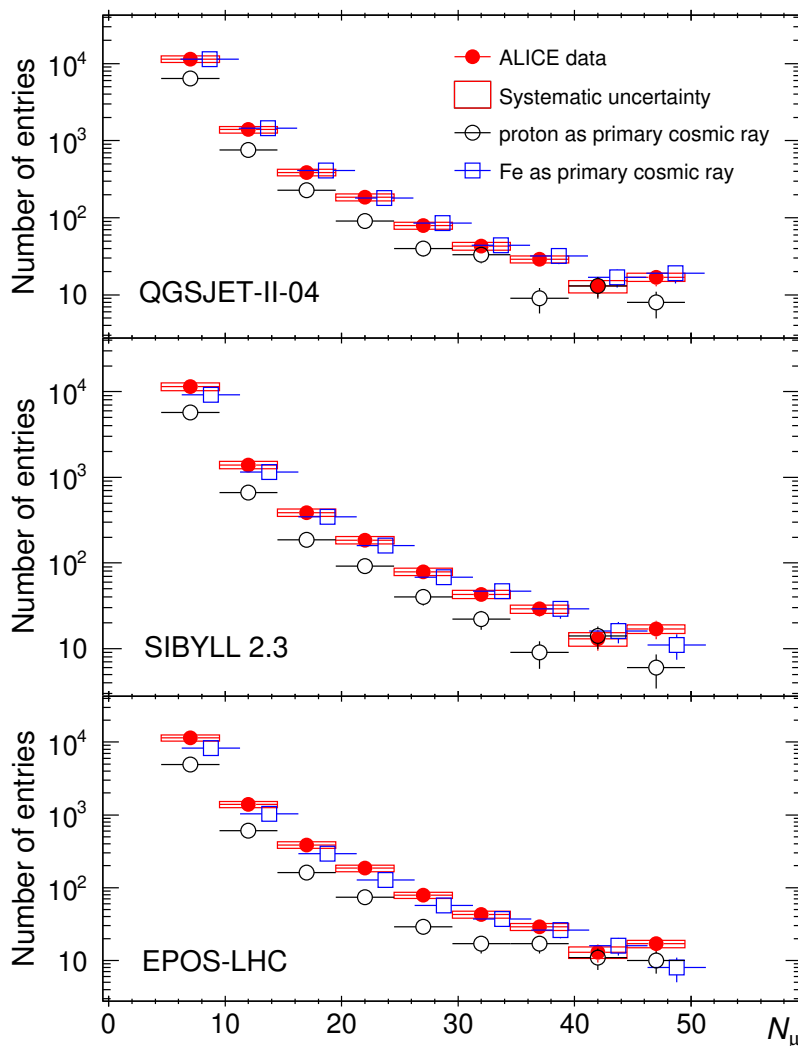 Number of entries
10⁴
10³
10²
10
ALICE data
Systematic uncertainty
proton as primary cosmic ray
Fe as primary cosmic ray
QGSJET-II-04
Number of entries
10⁴
10³
10²
10
SIBYLL 2.3
Number of entries
10⁴
10³
10²
10
EPOS-LHC
0 10 20 30 40 50 Nμ